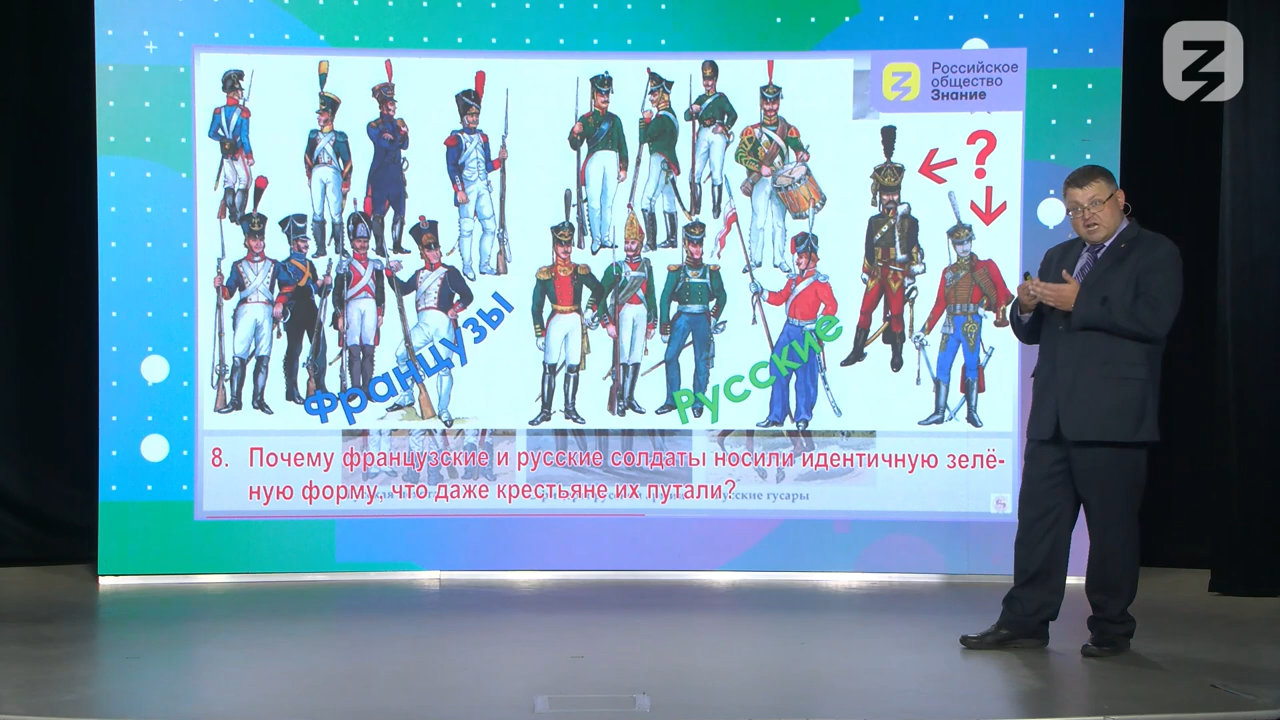 Российское
общество
Знание
?
Французы
Русские
8. Почему французские и русские солдаты носили идентичную зелё-
ную форму, что даже крестьяне их путали?
сские гусары